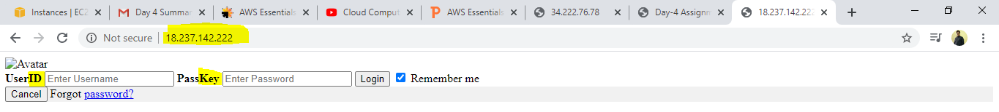 Instances | EC2
Day 4 Summar
AWS Essentials
Cloud Comput
AWS Essentials
34.222.76.78
Day-4 Assignm
18.237.142.222
Not secure | 18.237.142.222
Avatar
UserID Enter Username PassKey Enter Password Login Remember me
Cancel Forgot password?